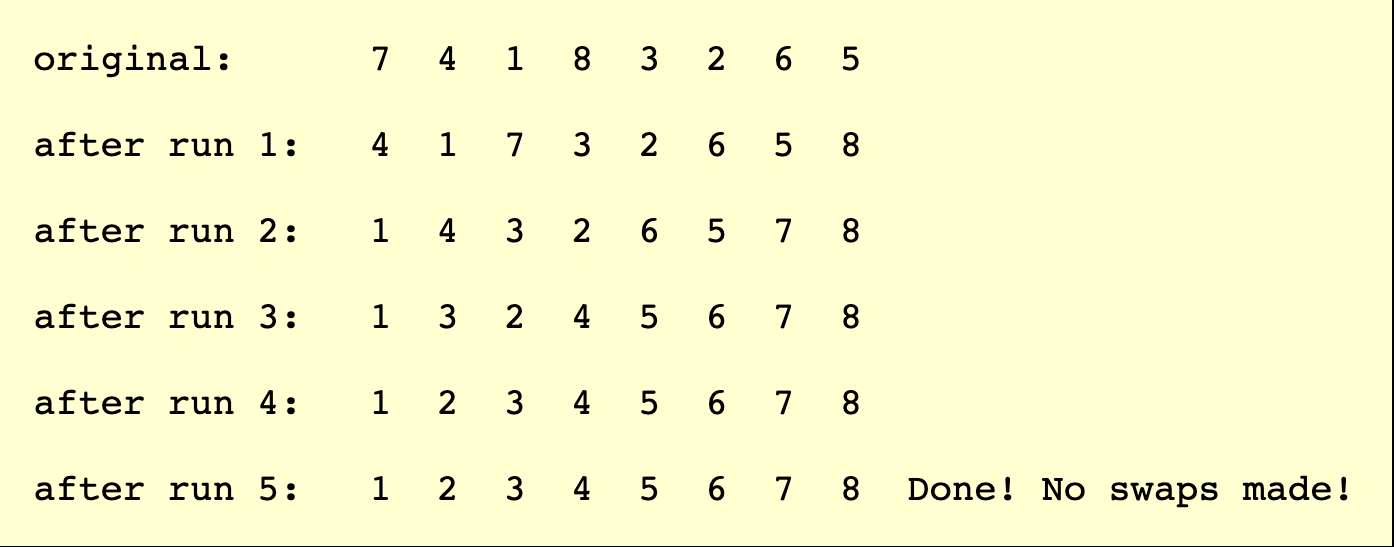 original: 7 4 1 8 3 2 6 5
after run 1: 4 1 7 3 2 6 5 8
after run 2: 1 4 3 2 6 5 7 8
after run 3: 1 3 2 4 5 6 7 8
after run 4: 1 2 3 4 5 6 7 8
after run 5: 1 2 3 4 5 6 7 8 Done! No swaps made!